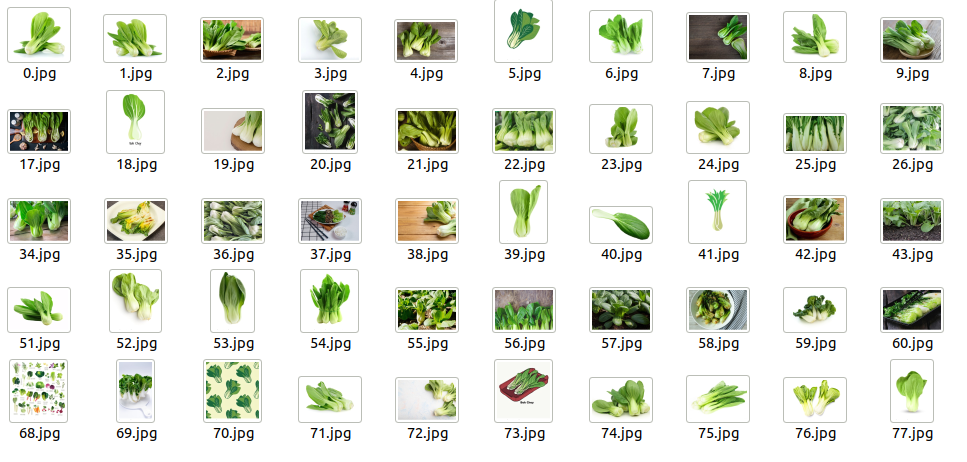 0.jpg 1.jpg 2.jpg 3.jpg 4.jpg 5.jpg 6.jpg 7.jpg 8.jpg 9.jpg
Bok Choy
17.jpg 18.jpg 19.jpg 20.jpg 21.jpg 22.jpg 23.jpg 24.jpg 25.jpg 26.jpg
34.jpg 35.jpg 36.jpg 37.jpg 38.jpg 39.jpg 40.jpg 41.jpg 42.jpg 43.jpg
51.jpg 52.jpg 53.jpg 54.jpg 55.jpg 56.jpg 57.jpg 58.jpg 59.jpg 60.jpg
Bok Choy
68.jpg 69.jpg 70.jpg 71.jpg 72.jpg 73.jpg 74.jpg 75.jpg 76.jpg 77.jpg